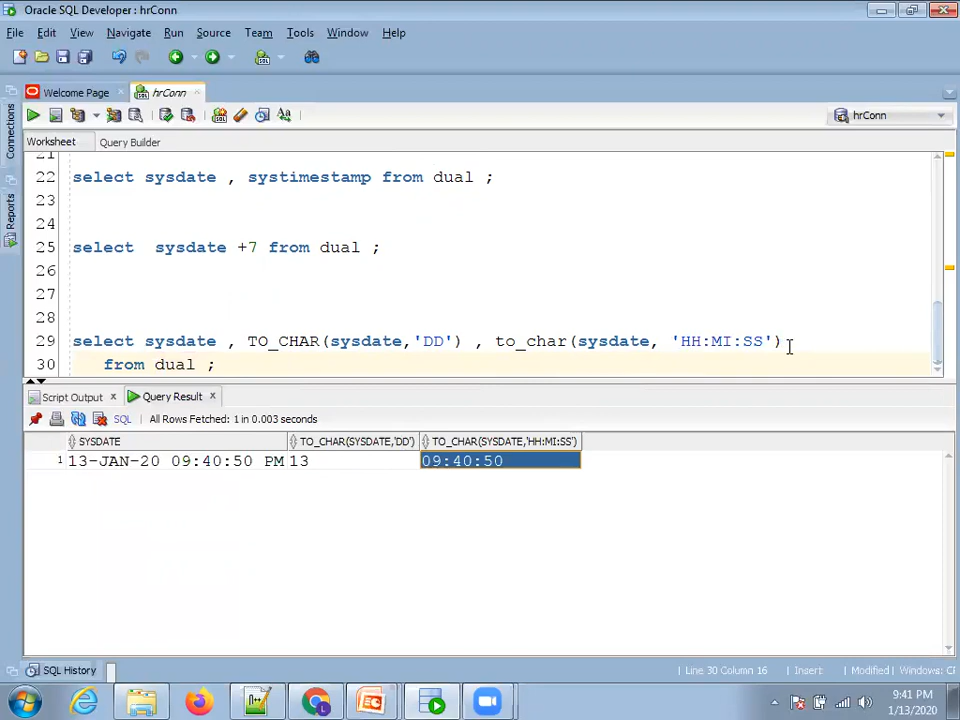 Oracle SQL Developer : hrConn
File Edit View Navigate Run Source Team Tools Window Help
Welcome Page hrConn
hrConn
Worksheet Query Builder
Connections
Reports
21
22 select sysdate , systimestamp from dual ;
23
24
25 select  sysdate +7 from dual ;
26
27
28
29 select sysdate , TO_CHAR(sysdate,'DD') , to_char(sysdate, 'HH:MI:SS')
30 from dual ;
Script Output Query Result
SQL All Rows Fetched: 1 in 0.003 seconds
SYSDATE TO_CHAR(SYSDATE,'DD') TO_CHAR(SYSDATE,'HH:MI:SS')
1 13-JAN-20 09:40:50 PM 13 09:40:50
SQL History
Line 30 Column 16 Insert Modified Windows: CF
9:41 PM
1/13/2020